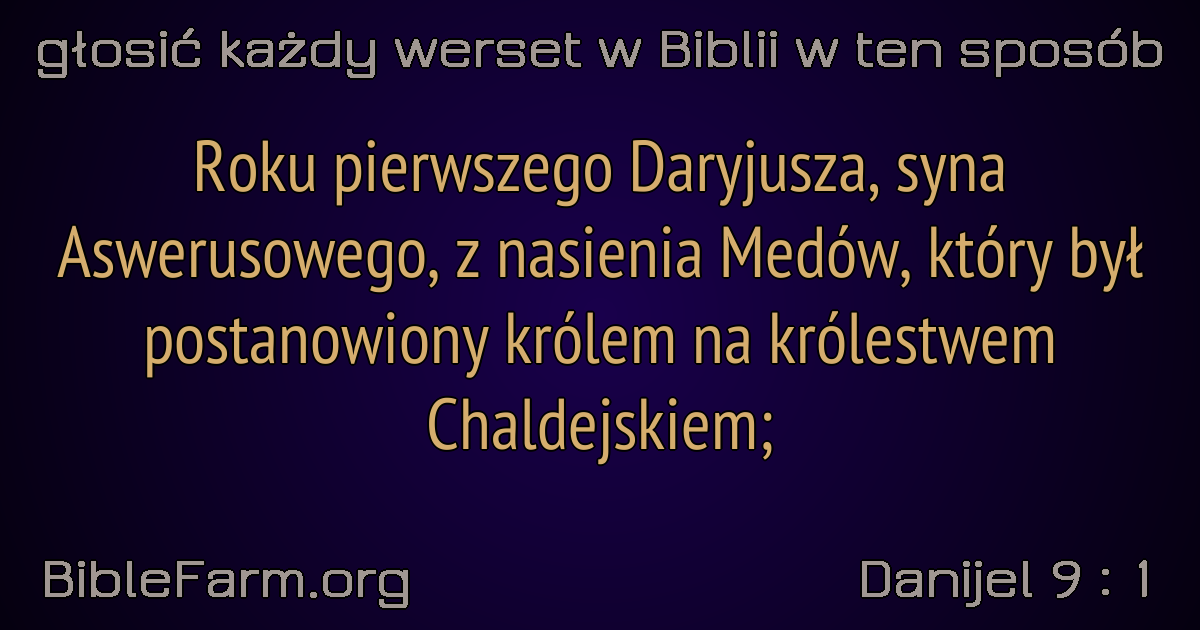 głosić każdy werset w Biblii w ten sposób
Roku pierwszego Daryjusza, syna
Aswerusowego, z nasienia Medów, który był
postanowiony królem na królestwem
Chaldejskiem;
BibleFarm.org
Danijel 9 : 1